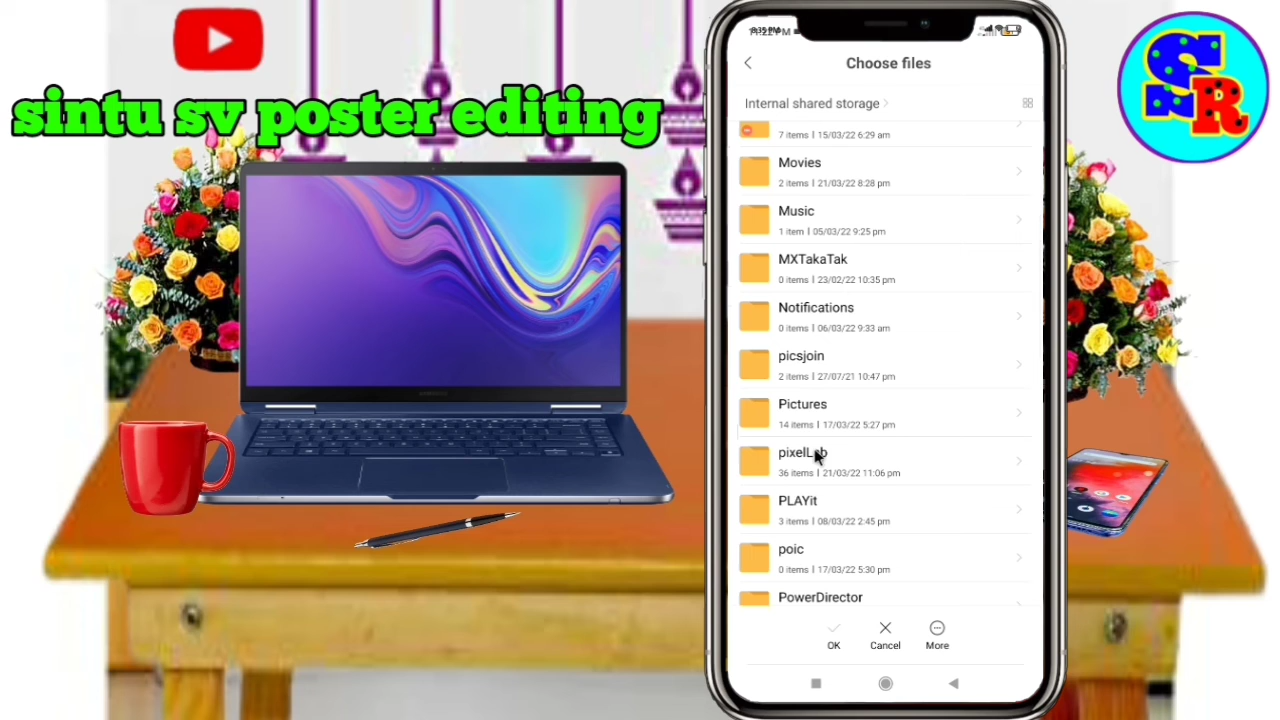 sintu sv poster editing
SNR
Choose files
Internal shared storage
7 items | 15/03/22 6:29 am
Movies
2 items | 21/03/22 8:28 pm
Music
1 item | 05/03/22 9:25 pm
MXTakaTak
0 items | 23/02/22 10:35 pm
Notifications
0 items | 06/03/22 9:33 am
picsjoin
2 items | 27/07/21 10:47 pm
Pictures
14 items | 17/03/22 5:27 pm
pixelLab
36 items | 21/03/22 11:06 pm
PLAYit
3 items | 08/03/22 2:45 pm
poic
0 items | 17/03/22 5:30 pm
PowerDirector
OK
Cancel
More